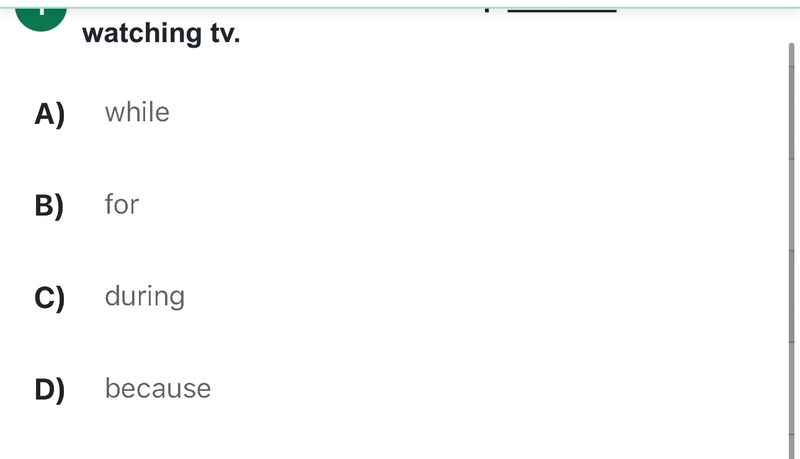 watching tv.
A) while
B) for
C) during
D) because